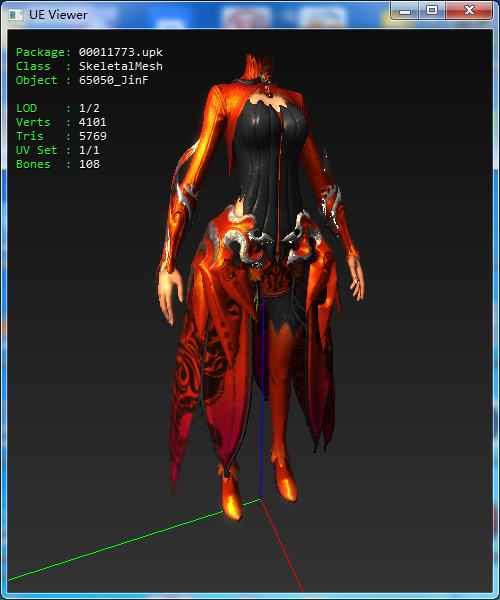 UE Viewer
Package: 00011773.upk
Class : SkeletalMesh
Object : 65050_JinF
LOD : 1/2
Verts : 4101
Tris : 5769
UV Set : 1/1
Bones : 108